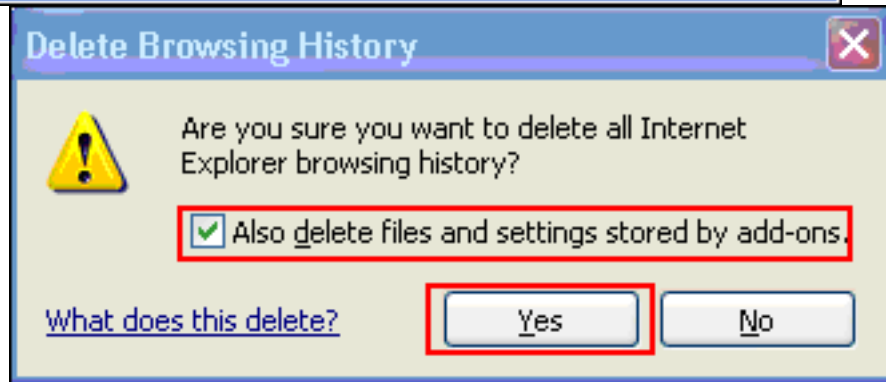 Delete Browsing History
Are you sure you want to delete all Internet
Explorer browsing history?
Also delete files and settings stored by add-ons.
What does this delete?
Yes
No